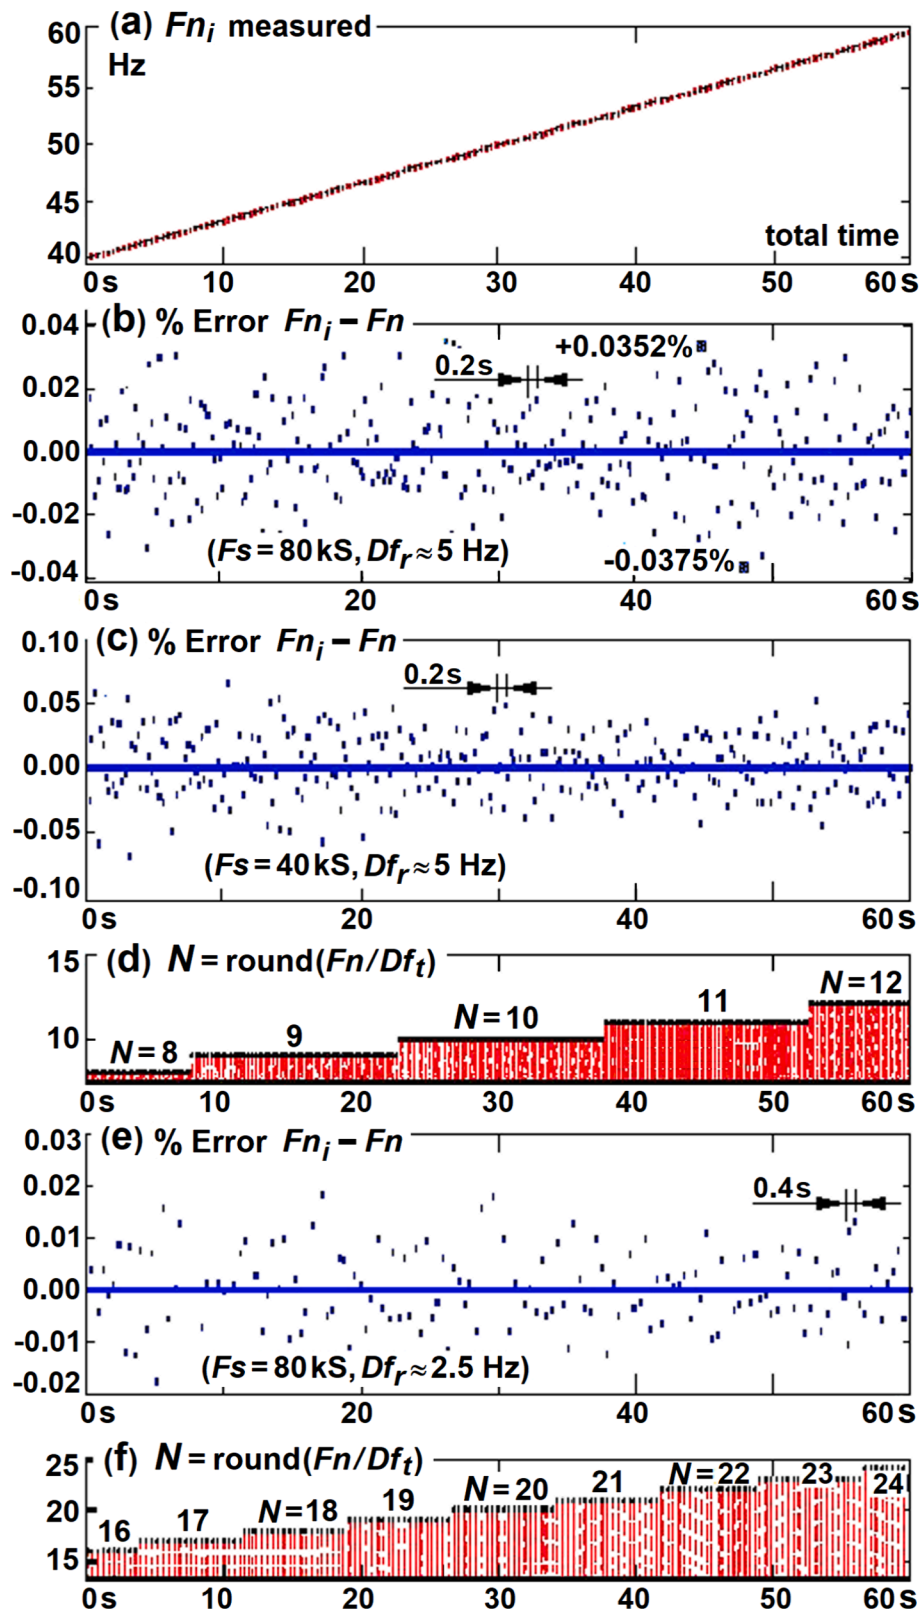 (a) Fni measured
60
Hz
55
50
45
40
total time
0s 10 20 30 40 50 60s
(b) % Error Fni – Fn
0.04
+0.0352%
0.2s
0.02
0.00
-0.02
(Fs = 80 kS, Dfr ≈ 5 Hz)
-0.0375%
-0.04
0s 20 40 60s
(c) % Error Fni – Fn
0.10
0.2s
0.05
0.00
-0.05
(Fs = 40 kS, Dfr ≈ 5 Hz)
-0.10
0s 20 40 60s
(d) N = round(Fn/Dft)
15
N = 12
11
N = 10
9
N = 8
10
0s 10 20 30 40 50 60s
(e) % Error Fni – Fn
0.03
0.02
0.4s
0.01
0.00
-0.01
(Fs = 80 kS, Dfr ≈ 2.5 Hz)
-0.02
0s 20 40 60s
(f) N = round(Fn/Dft)
25
16 17 N = 18 19 N = 20 21 N = 22 23 24
20
15
0s 10 20 30 40 50 60s